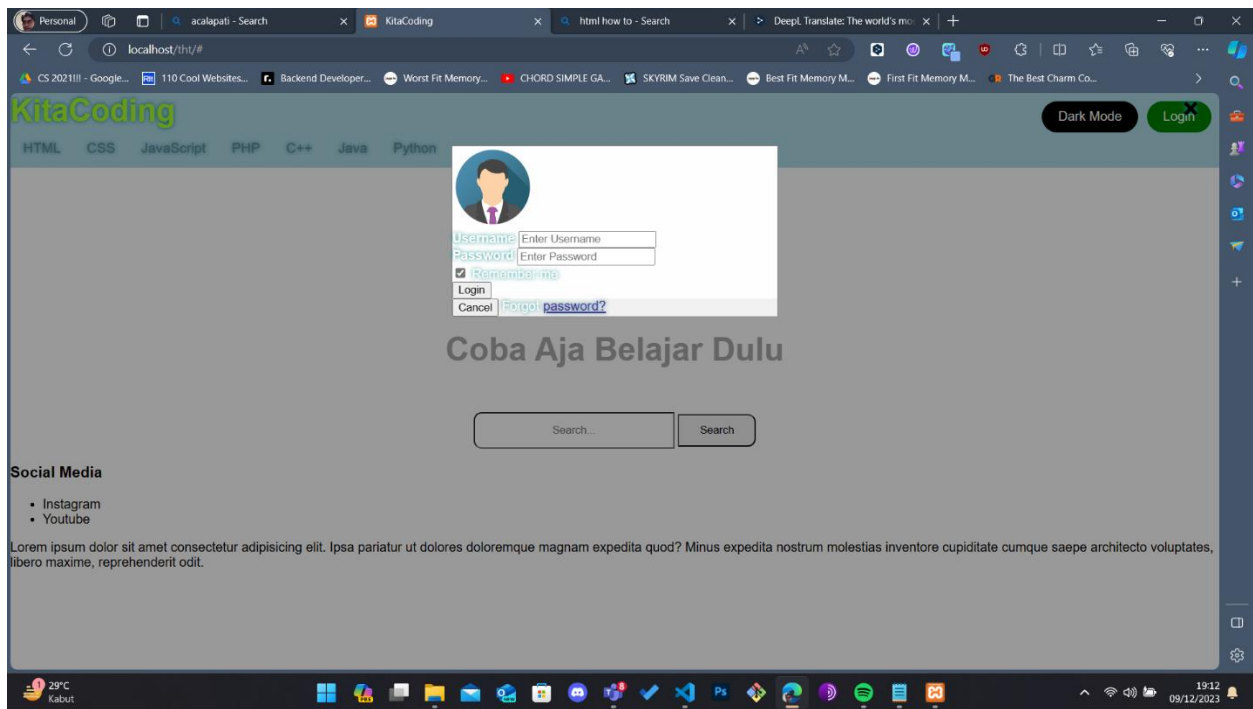 Personal
acalapati - Search
KitaCoding
html how to - Search
DeepL Translate: The world's mo
localhost/tht/#
CS 2021!!! - Google...
110 Cool Websites...
Backend Developer...
Worst Fit Memory...
CHORD SIMPLE GA...
SKYRIM Save Clean...
Best Fit Memory M...
First Fit Memory M...
The Best Charm Co...
KitaCoding
Dark Mode
Login
HTML CSS JavaScript PHP C++ Java Python
Username Enter Username
Password Enter Password
Remember me
Login
Cancel Forgot password?
Coba Aja Belajar Dulu
Search...
Search
Social Media
Instagram
Youtube
Lorem ipsum dolor sit amet consectetur adipisicing elit. Ipsa pariatur ut dolores doloremque magnam expedita quod? Minus expedita nostrum molestias inventore cupiditate cumque saepe architecto voluptates,
libero maxime, reprehenderit odit.
1
29°C
Kabut
Ps
19:12
09/12/2023